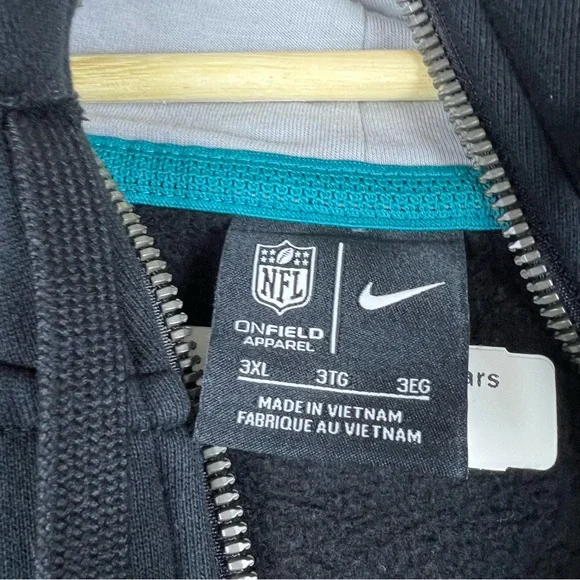 NFL
ONFIELD
APPAREL
3XL 3TG 3EG
MADE IN VIETNAM
FABRIQUE AU VIETNAM
ars